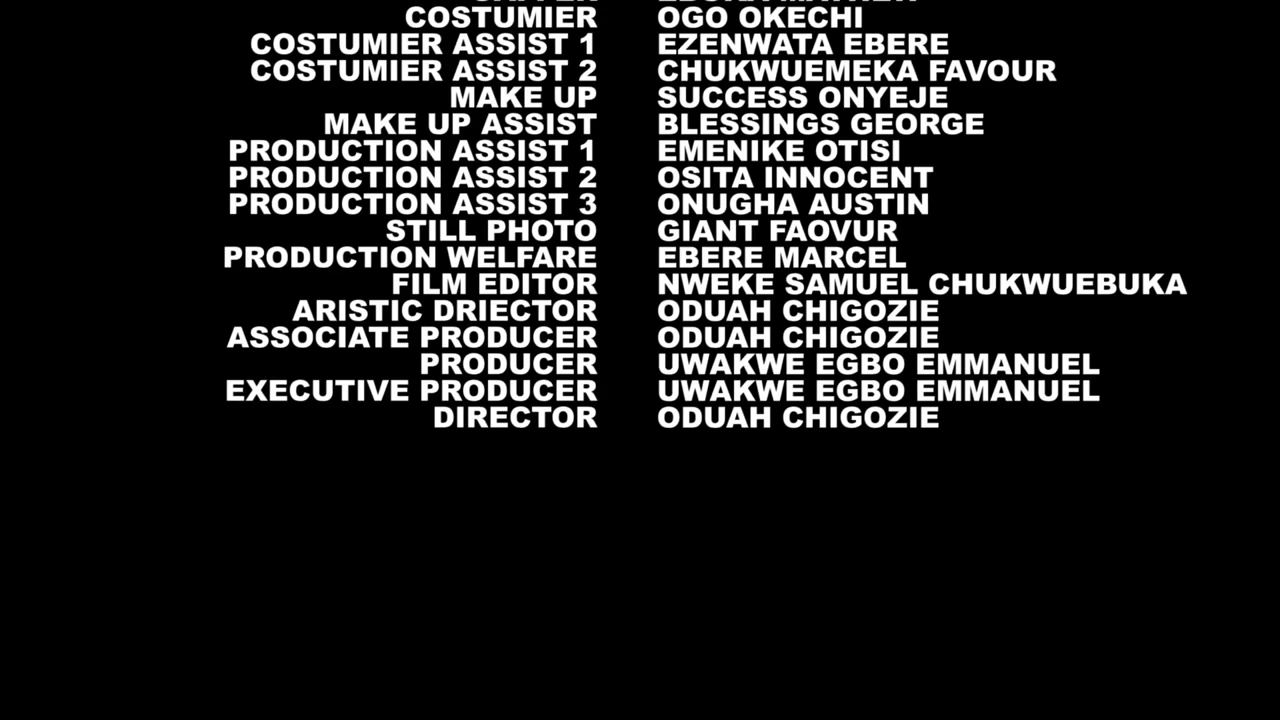 COSTUMIER OGO OKECHI
COSTUMIER ASSIST 1 EZENWATA EBERE
COSTUMIER ASSIST 2 CHUKWUEMEKA FAVOUR
MAKE UP SUCCESS ONYEJE
MAKE UP ASSIST BLESSINGS GEORGE
PRODUCTION ASSIST 1 EMENIKE OTISI
PRODUCTION ASSIST 2 OSITA INNOCENT
PRODUCTION ASSIST 3 ONUGHA AUSTIN
STILL PHOTO GIANT FAOVUR
PRODUCTION WELFARE EBERE MARCEL
FILM EDITOR NWEKE SAMUEL CHUKWUEBUKA
ARISTIC DRIECTOR ODUAH CHIGOZIE
ASSOCIATE PRODUCER ODUAH CHIGOZIE
PRODUCER UWAKWE EGBO EMMANUEL
EXECUTIVE PRODUCER UWAKWE EGBO EMMANUEL
DIRECTOR ODUAH CHIGOZIE